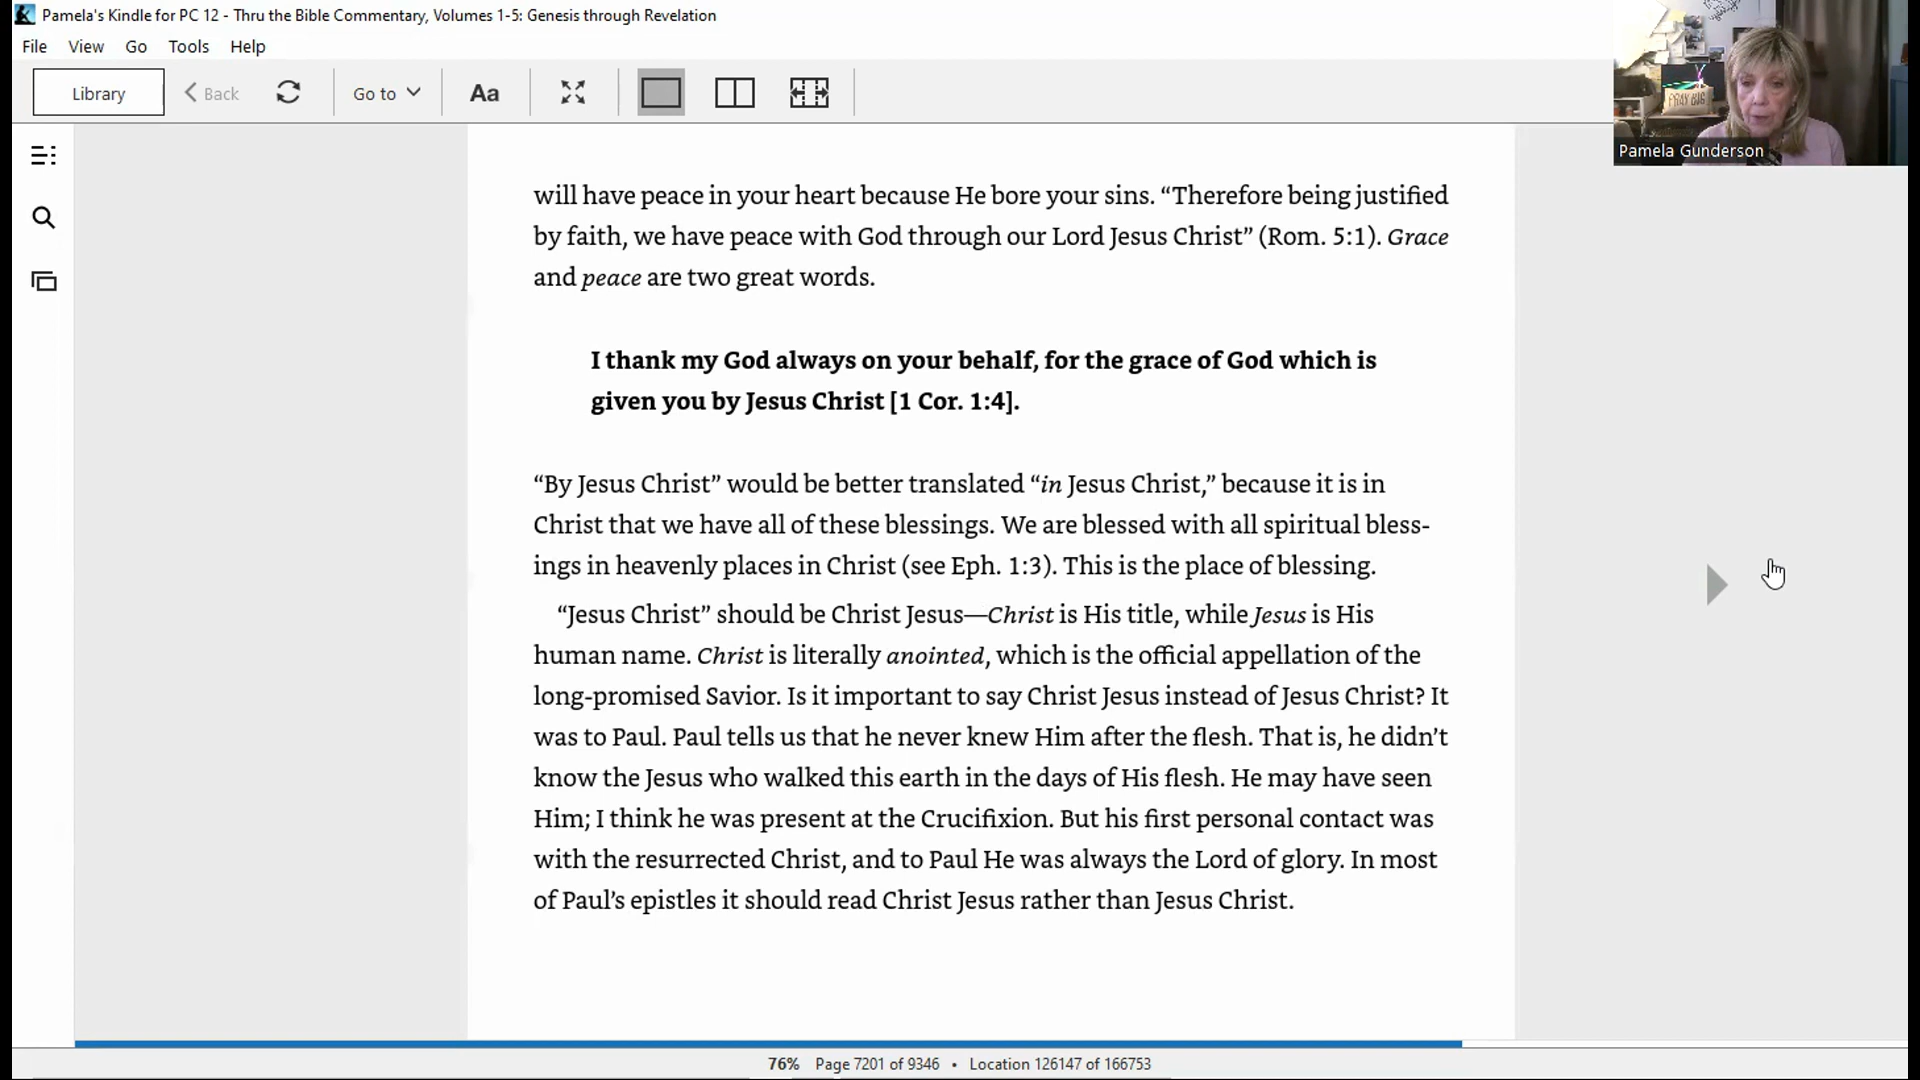 Pamela's Kindle for PC 12 - Thru the Bible Commentary, Volumes 1-5: Genesis through Revelation
File View Go Tools Help
Library Back Go to Aa
PRAY BIG
Pamela Gunderson
will have peace in your heart because He bore your sins. “Therefore being justified
by faith, we have peace with God through our Lord Jesus Christ” (Rom. 5:1). Grace
and peace are two great words.
I thank my God always on your behalf, for the grace of God which is
given you by Jesus Christ [1 Cor. 1:4].
“By Jesus Christ” would be better translated “in Jesus Christ,” because it is in
Christ that we have all of these blessings. We are blessed with all spiritual bless-
ings in heavenly places in Christ (see Eph. 1:3). This is the place of blessing.
“Jesus Christ” should be Christ Jesus—Christ is His title, while Jesus is His
human name. Christ is literally anointed, which is the official appellation of the
long-promised Savior. Is it important to say Christ Jesus instead of Jesus Christ? It
was to Paul. Paul tells us that he never knew Him after the flesh. That is, he didn’t
know the Jesus who walked this earth in the days of His flesh. He may have seen
Him; I think he was present at the Crucifixion. But his first personal contact was
with the resurrected Christ, and to Paul He was always the Lord of glory. In most
of Paul’s epistles it should read Christ Jesus rather than Jesus Christ.
76% Page 7201 of 9346 • Location 126147 of 166753